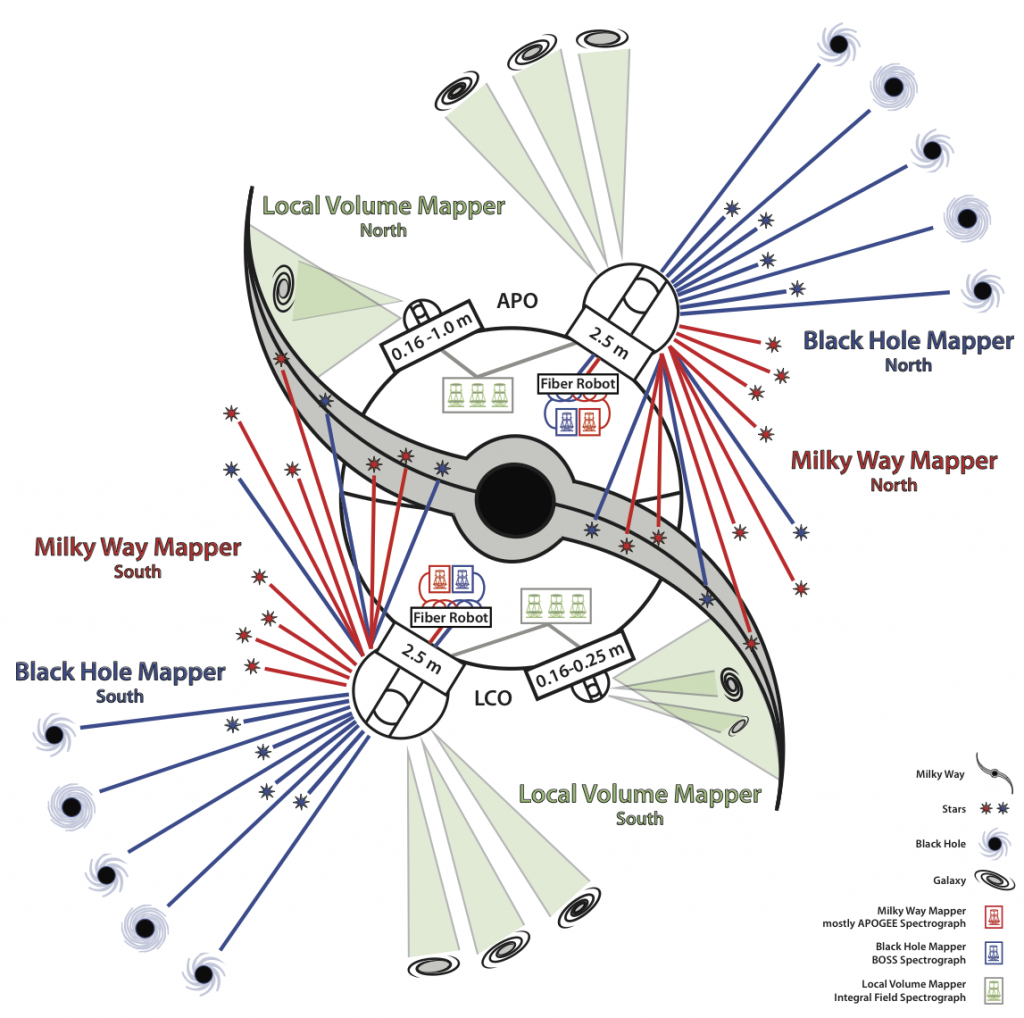 Local Volume Mapper
North
APO
0.16 -1.0 m
2.5 m
Fiber Robot
Black Hole Mapper
North
Milky Way Mapper
North
Milky Way Mapper
South
Fiber Robot
2.5 m
0.16-0.25 m
LCO
Black Hole Mapper
South
Local Volume Mapper
South
Milky Way
Stars
Black Hole
Galaxy
Milky Way Mapper
mostly APOGEE Spectrograph
Black Hole Mapper
BOSS Spectrograph
Local Volume Mapper
Integral Field Spectrograph